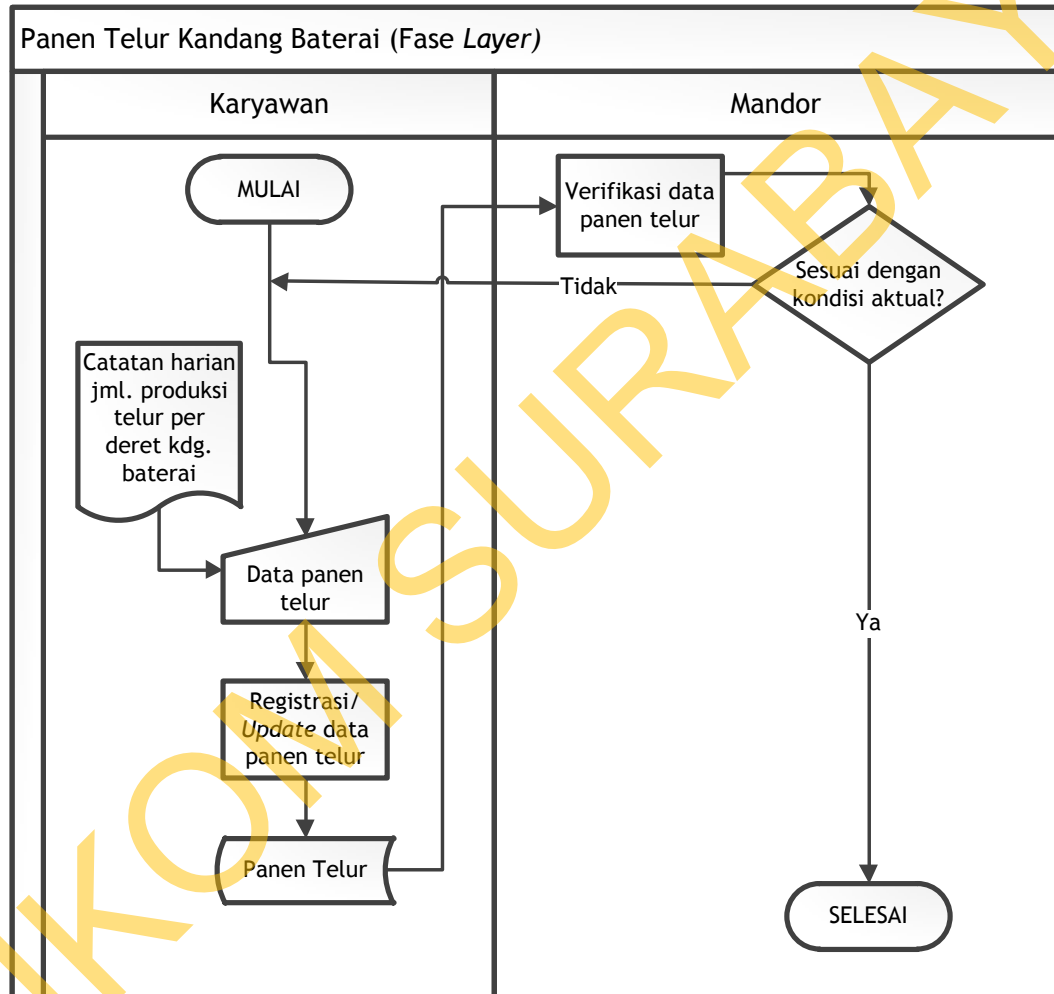 Panen Telur Kandang Baterai (Fase Layer)
Karyawan
Mandor
MULAI
Verifikasi data
panen telur
Sesuai dengan
kondisi aktual?
Tidak
Catatan harian
jml. produksi
telur per
deret kdg.
baterai
Data panen
telur
Ya
Registrasi/
Update data
panen telur
Panen Telur
SELESAI
IKOM SURABAY